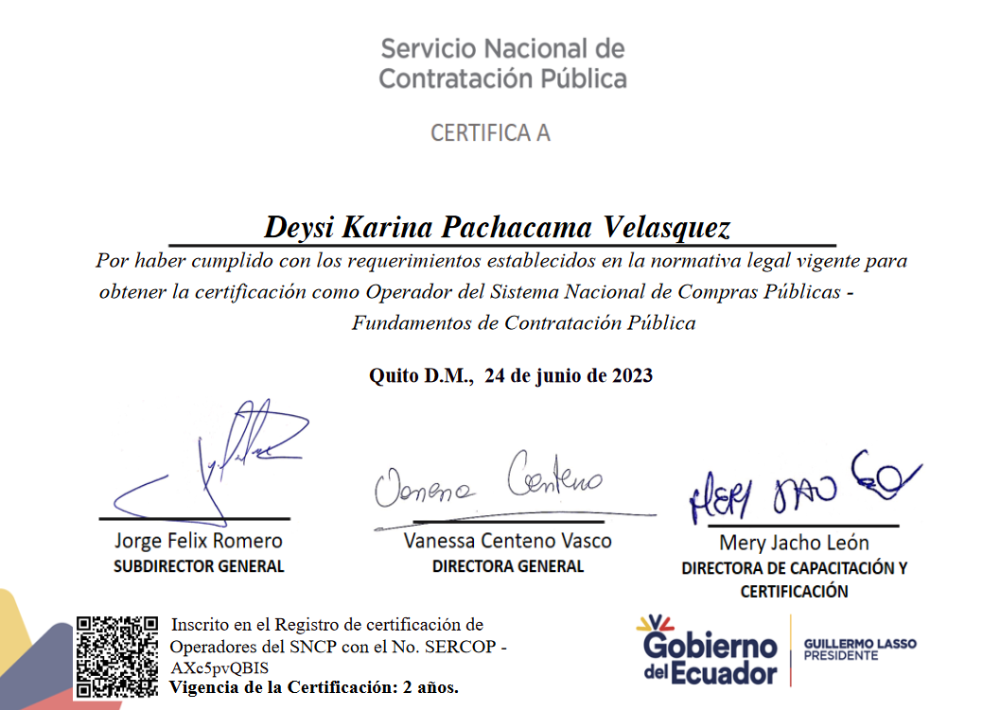 Servicio Nacional de
Contratación Pública
CERTIFICA A
Deysi Karina Pachacama Velasquez
Por haber cumplido con los requerimientos establecidos en la normativa legal vigente para
obtener la certificación como Operador del Sistema Nacional de Compras Públicas -
Fundamentos de Contratación Pública
Quito D.M.,  24 de junio de 2023
Vanessa Centeno
Jorge Felix Romero
SUBDIRECTOR GENERAL
Vanessa Centeno Vasco
DIRECTORA GENERAL
Mery Jacho León
DIRECTORA DE CAPACITACIÓN Y
CERTIFICACIÓN
Inscrito en el Registro de certificación de
Operadores del SNCP con el No. SERCOP -
AXc5pvQBIS
Vigencia de la Certificación: 2 años.
Gobierno
del Ecuador
GUILLERMO LASSO
PRESIDENTE